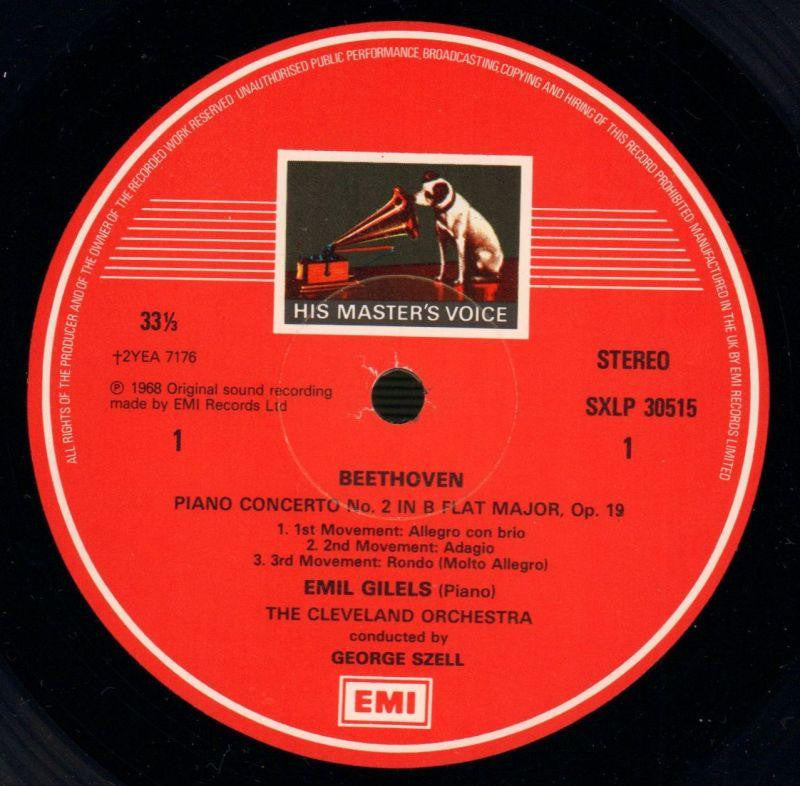 ALL RIGHTS OF THE PRODUCER AND OF THE OWNER OF THE RECORDED WORK RESERVED UNAUTHORISED PUBLIC PERFORMANCE, BROADCASTING, COPYING AND HIRING OF THIS RECORD PROHIBITED. MANUFACTURED IN THE UK BY EMI RECORDS LIMITED
HIS MASTER'S VOICE
33⅓
†2YEA 7176
℗ 1968 Original sound recording
made by EMI Records Ltd
1
STEREO
SXLP 30515
1
BEETHOVEN
PIANO CONCERTO No. 2 IN B FLAT MAJOR, Op. 19
1. 1st Movement: Allegro con brio
2. 2nd Movement: Adagio
3. 3rd Movement: Rondo (Molto Allegro)
EMIL GILELS (Piano)
THE CLEVELAND ORCHESTRA
conducted by
GEORGE SZELL
EMI